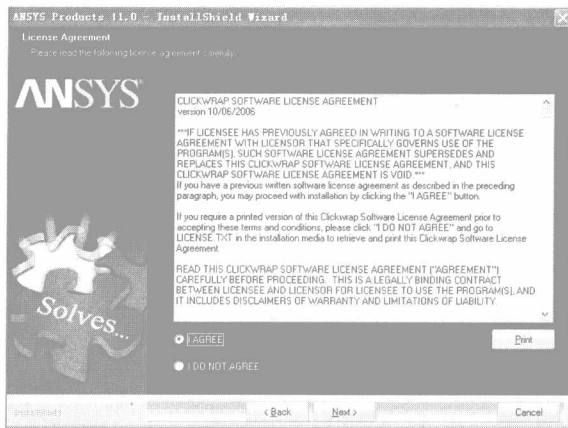 ANSYS Products 11.0 - InstallShield Wizard
License Agreement
Please read the following license agreement carefully.
ANSYS
CLICKWRAP SOFTWARE LICENSE AGREEMENT
version 10/06/2006
***IF LICENSEE HAS PREVIOUSLY AGREED IN WRITING TO A SOFTWARE LICENSE
AGREEMENT WITH LICENSOR THAT SPECIFICALLY GOVERNS USE OF THE
PROGRAM(S), SUCH SOFTWARE LICENSE AGREEMENT SUPERSEDES AND
REPLACES THIS CLICKWRAP SOFTWARE LICENSE AGREEMENT, AND THIS
CLICKWRAP SOFTWARE LICENSE AGREEMENT IS VOID.***
If you have a previous written software license agreement as described in the preceding
paragraph, you may proceed with installation by clicking the "I AGREE" button.
If you require a printed version of this Clickwrap Software License Agreement prior to
accepting these terms and conditions, please click "I DO NOT AGREE" and go to
LICENSE.TXT in the installation media to retrieve and print this Clickwrap Software License
Agreement.
READ THIS CLICKWRAP SOFTWARE LICENSE AGREEMENT ("AGREEMENT")
CAREFULLY BEFORE PROCEEDING. THIS IS A LEGALLY BINDING CONTRACT
BETWEEN LICENSEE AND LICENSOR FOR LICENSEE TO USE THE PROGRAM(S), AND
IT INCLUDES DISCLAIMERS OF WARRANTY AND LIMITATIONS OF LIABILITY.
Solves...
I AGREE
Print
I DO NOT AGREE
InstallShield
< Back
Next >
Cancel